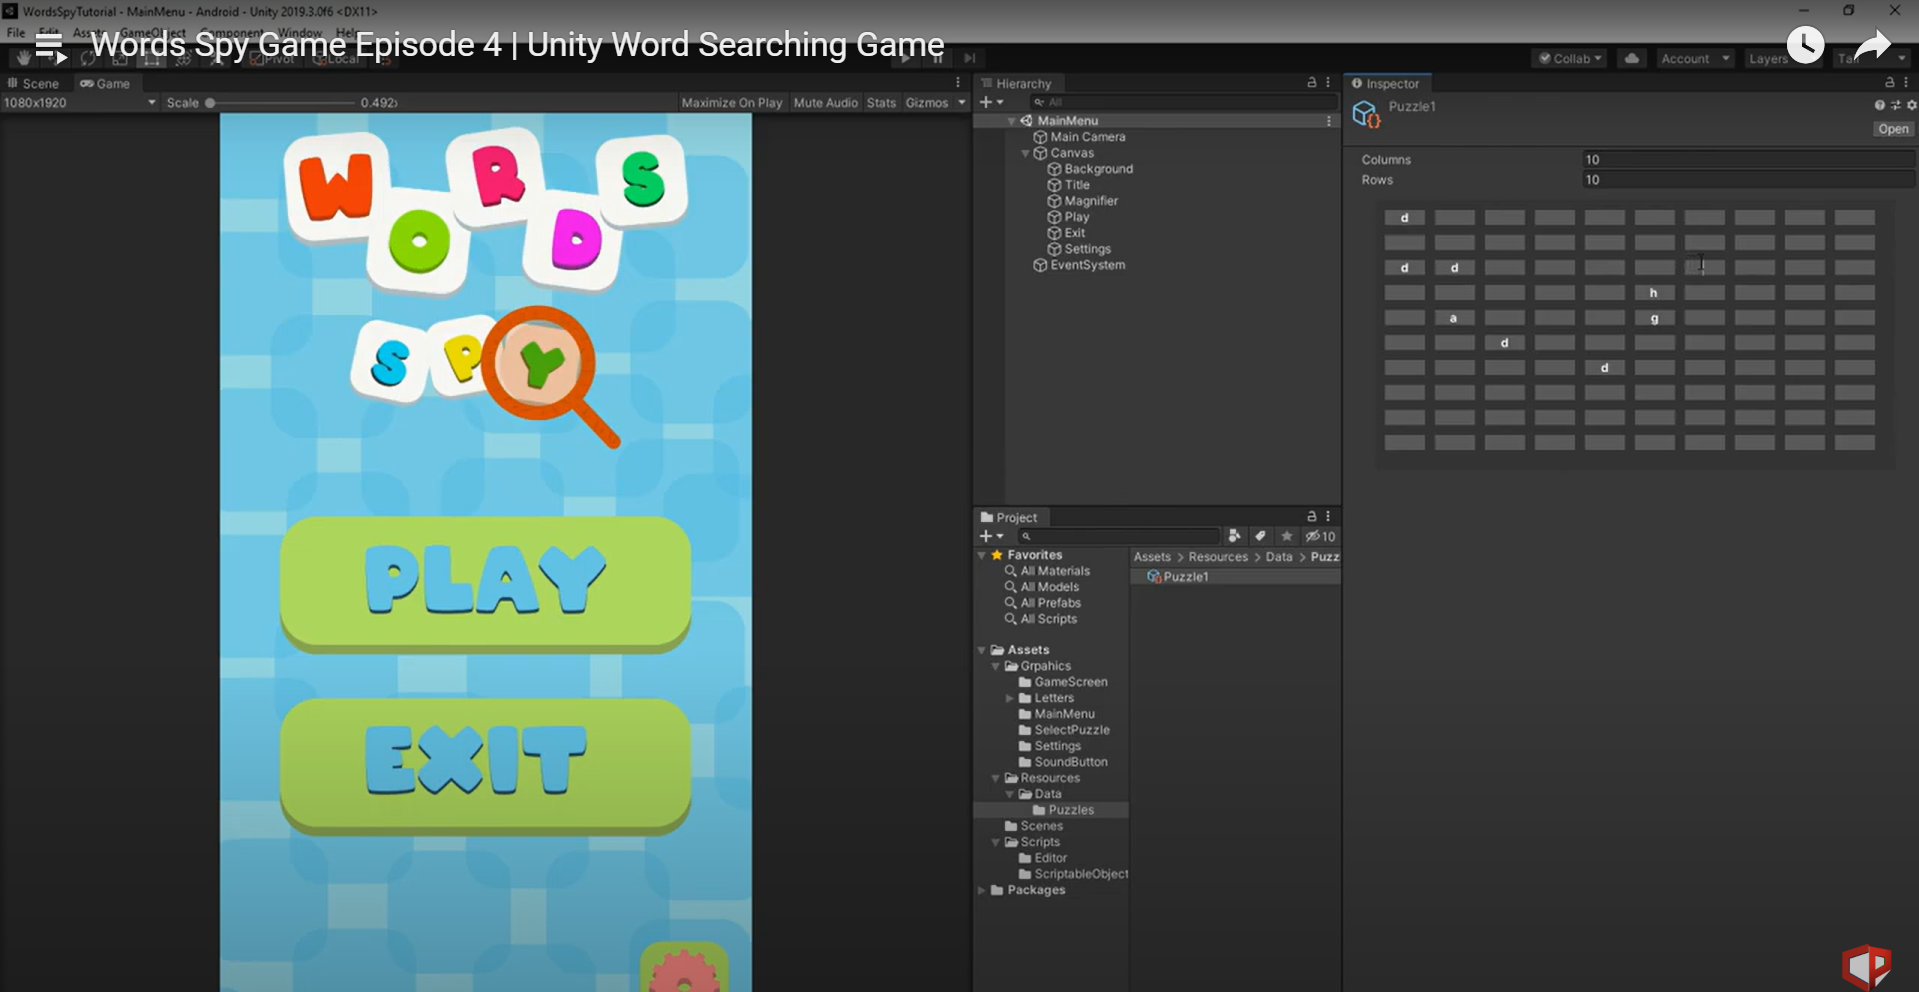 WordsSpyTutorial - MainMenu - Android - Unity 2019.3.0f6 <DX11>
File Edit Assets GameObject Component Window Help
Words Spy Game Episode 4 | Unity Word Searching Game
Pivot Local
Collab Account Layers
Scene Game
1080x1920 Scale 0.492x Maximize On Play Mute Audio Stats Gizmos
WORDS
SPY
PLAY
EXIT
Hierarchy
All
MainMenu
Main Camera
Canvas
Background
Title
Magnifier
Play
Exit
Settings
EventSystem
Project
10
Favorites
All Materials
All Models
All Prefabs
All Scripts
Assets
Grpahics
GameScreen
Letters
MainMenu
SelectPuzzle
Settings
SoundButton
Resources
Data
Puzzles
Scenes
Scripts
Editor
ScriptableObject
Packages
Assets > Resources > Data > Puzz
Puzzle1
Inspector
Puzzle1
Open
Columns 10
Rows 10
d
d d
h
a g
d
d